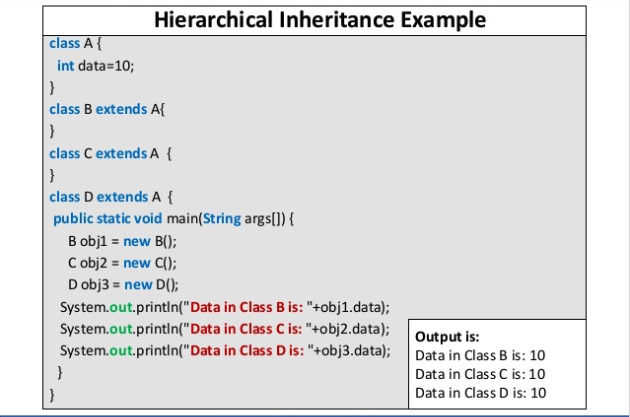 Hierarchical Inheritance Example
class A {
int data=10;
}
class B extends A{
}
class C extends A {
}
class D extends A {
public static void main(String args[]) {
B obj1 = new B();
C obj2 = new C();
D obj3 = new D();
System.out.println("Data in Class B is: "+obj1.data);
System.out.println("Data in Class C is: "+obj2.data);
System.out.println("Data in Class D is: "+obj3.data);
}
}
Output is:
Data in Class B is: 10
Data in Class C is: 10
Data in Class D is: 10